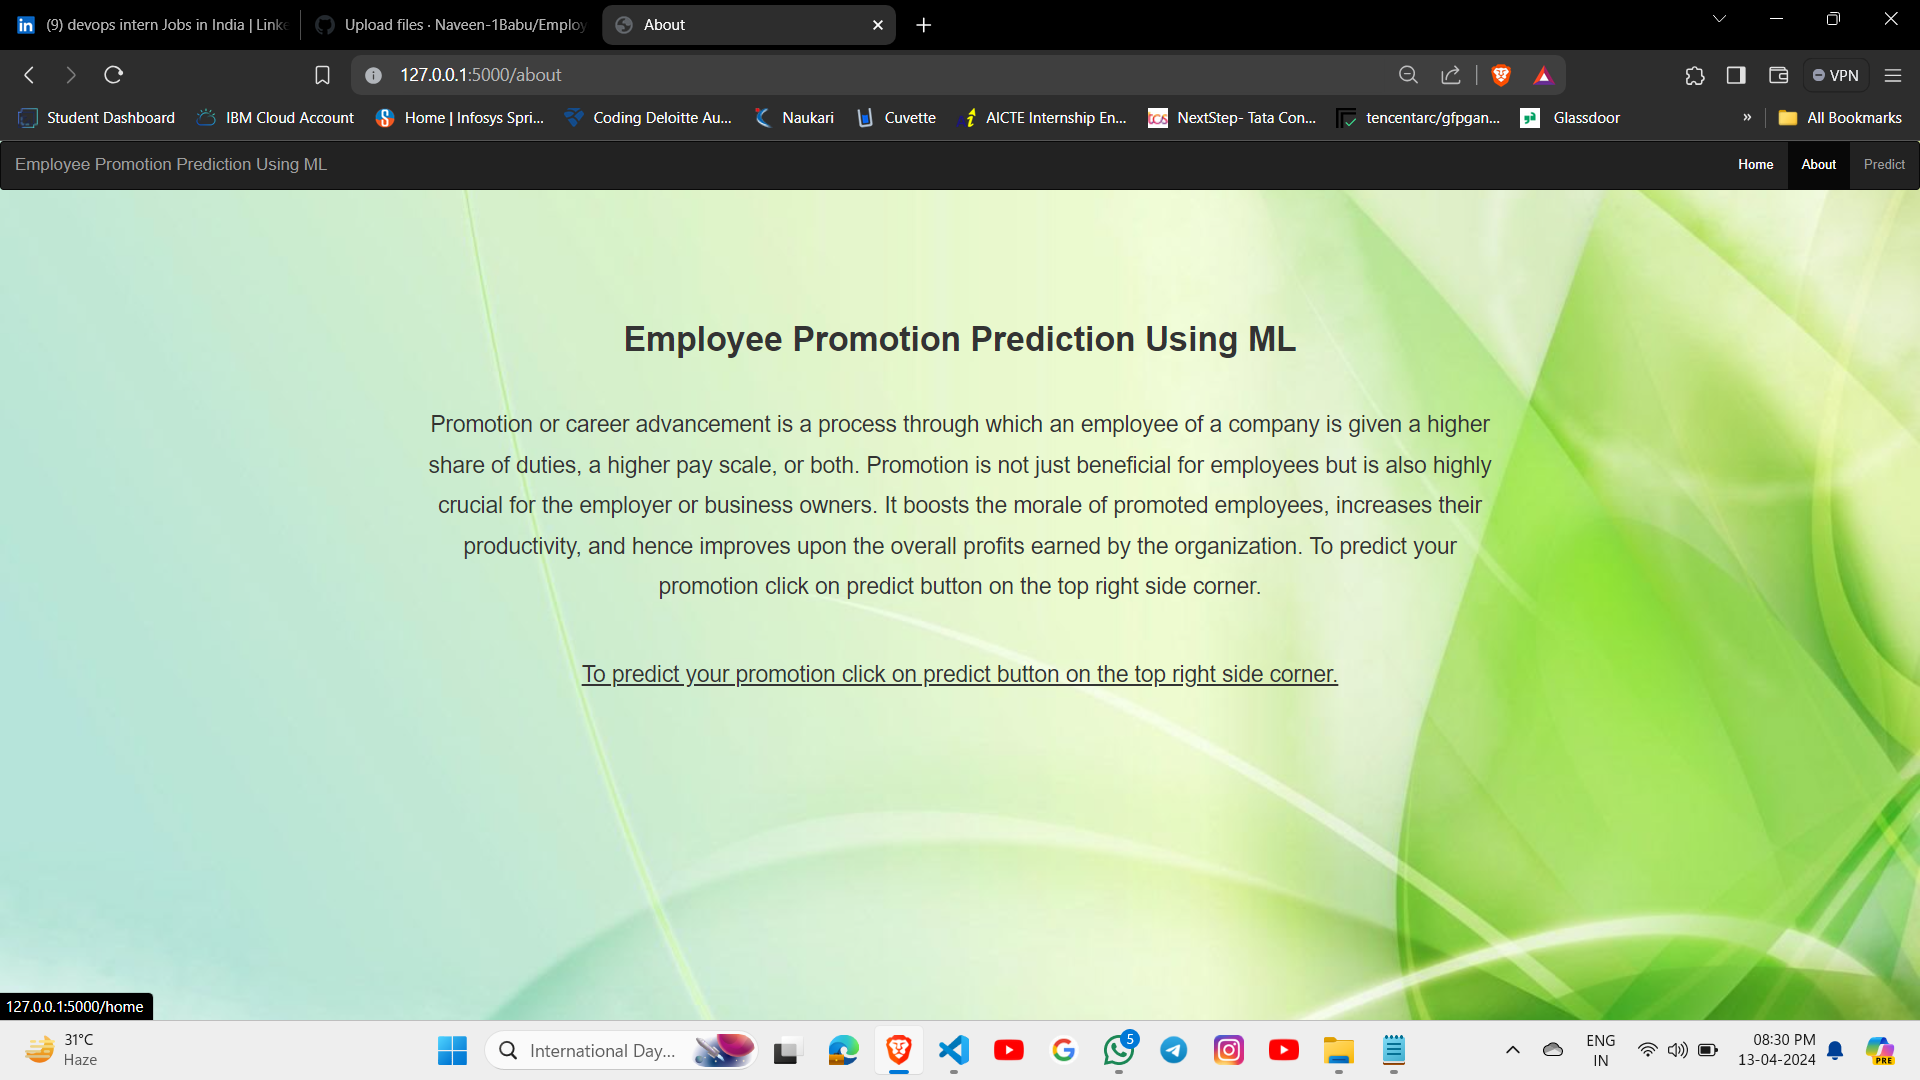 (9) devops intern Jobs in India | Linke
Upload files · Naveen-1Babu/Employ
About
127.0.0.1:5000/about
VPN
Student Dashboard
IBM Cloud Account
Home | Infosys Spri...
Coding Deloitte Au...
Naukari
Cuvette
AICTE Internship En...
NextStep- Tata Con...
tencentarc/gfpgan...
Glassdoor
»
All Bookmarks
Employee Promotion Prediction Using ML
Home
About
Predict
Employee Promotion Prediction Using ML
Promotion or career advancement is a process through which an employee of a company is given a higher
share of duties, a higher pay scale, or both. Promotion is not just beneficial for employees but is also highly
crucial for the employer or business owners. It boosts the morale of promoted employees, increases their
productivity, and hence improves upon the overall profits earned by the organization. To predict your
promotion click on predict button on the top right side corner.
To predict your promotion click on predict button on the top right side corner.
127.0.0.1:5000/home
31°C
Haze
International Day...
5
ENG
IN
08:30 PM
13-04-2024
PRE